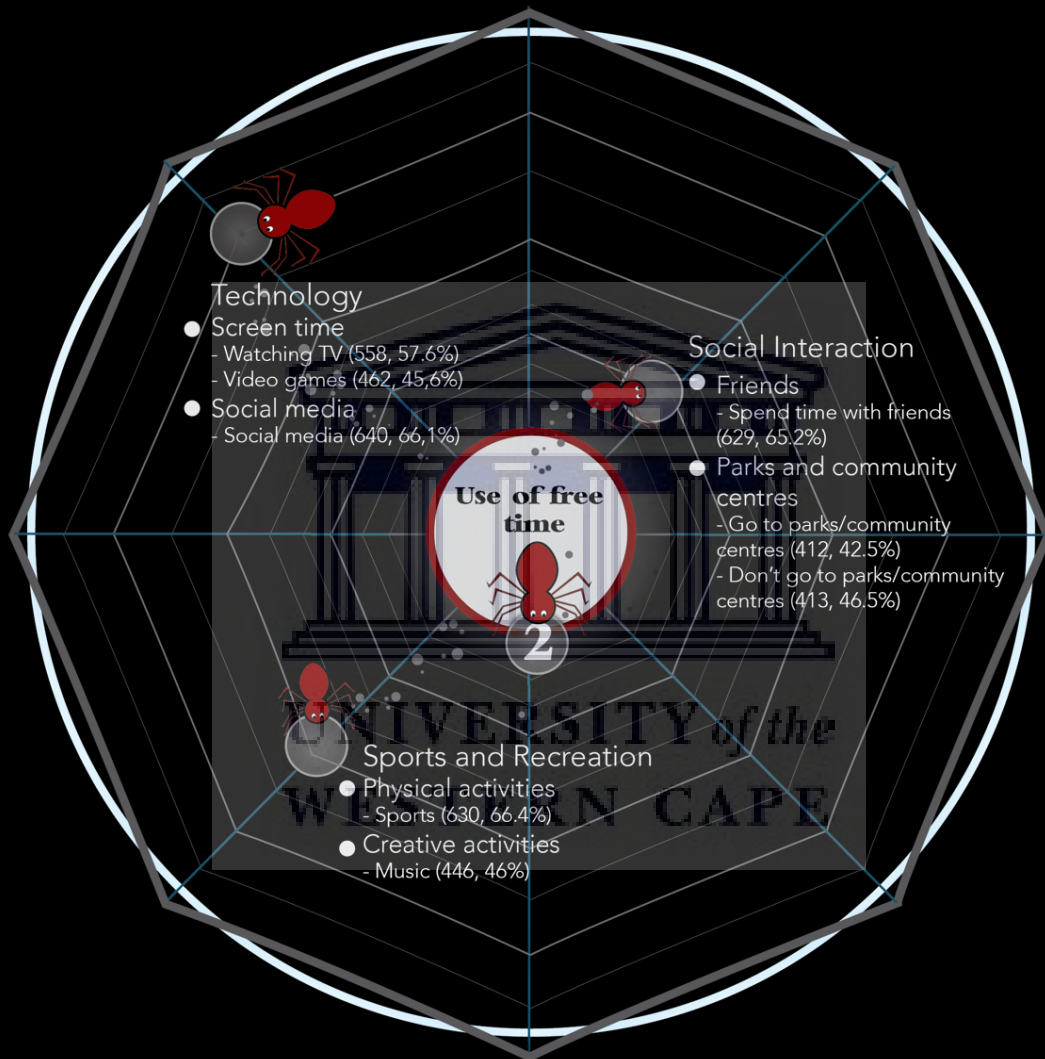 Technology
Screen time
- Watching TV (558, 57.6%)
- Video games (462, 45,6%)
Social media
- Social media (640, 66,1%)
Social Interaction
Friends
- Spend time with friends
(629, 65.2%)
Parks and community
centres
- Go to parks/community
centres (412, 42.5%)
- Don't go to parks/community
centres (413, 46.5%)
Use of free
time
2
Sports and Recreation
Physical activities
- Sports (630, 66.4%)
Creative activities
- Music (446, 46%)
UNIVERSITY of the
WESTERN CAPE